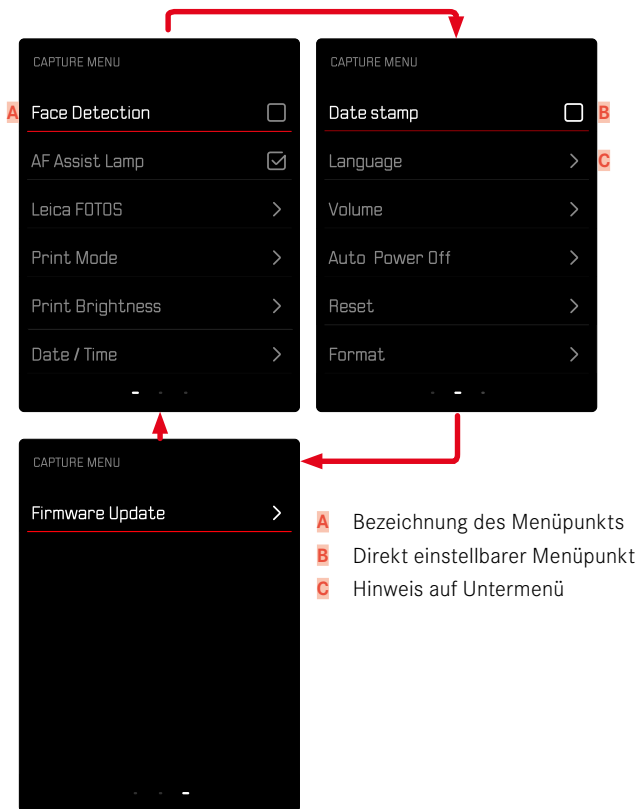 CAPTURE MENU
A Face Detection
AF Assist Lamp
Leica FOTOS
Print Mode
Print Brightness
Date / Time
CAPTURE MENU
Date stamp B
Language C
Volume
Auto Power Off
Reset
Format
CAPTURE MENU
Firmware Update
A Bezeichnung des Menüpunkts
B Direkt einstellbarer Menüpunkt
C Hinweis auf Untermenü